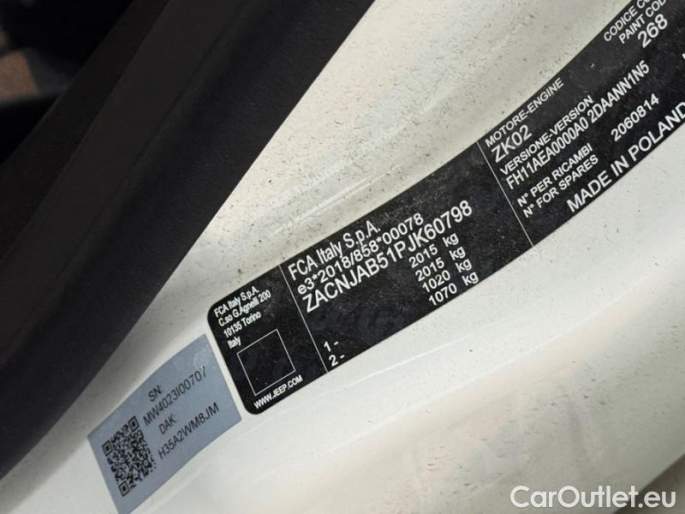 SN:
MW4023I00707
DAK:
H35A2WM8JM
FCA Italy S.p.A.
C.so G.Agnelli 200
10135 Torino
Italy
WWW.JEEP.COM
FCA Italy S.p.A.
e3*2018/858*00078
ZACNJAB51PJK60798
2015 kg
2015 kg
1 - 1020 kg
2 - 1070 kg
MOTORE-ENGINE
ZK02
VERSIONE-VERSION
FH11AEA0000A0 2DAANN1N5
N° PER RICAMBI
N° FOR SPARES 2060814
MADE IN POLAND
CODICE
PAINT CODE
268
CarOutlet.eu